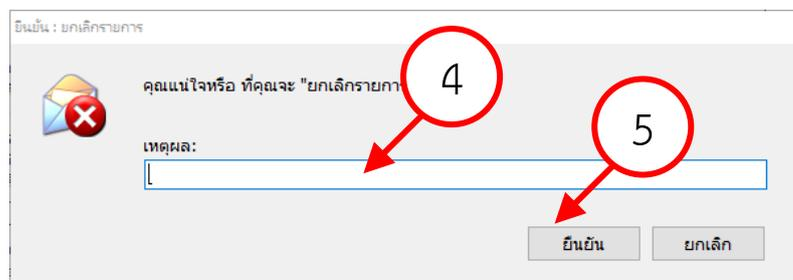 ยืนยัน : ยกเลิกรายการ
คุณแน่ใจหรือ ที่คุณจะ "ยกเลิกรายกา
4
เหตุผล:
5
ยืนยัน ยกเลิก